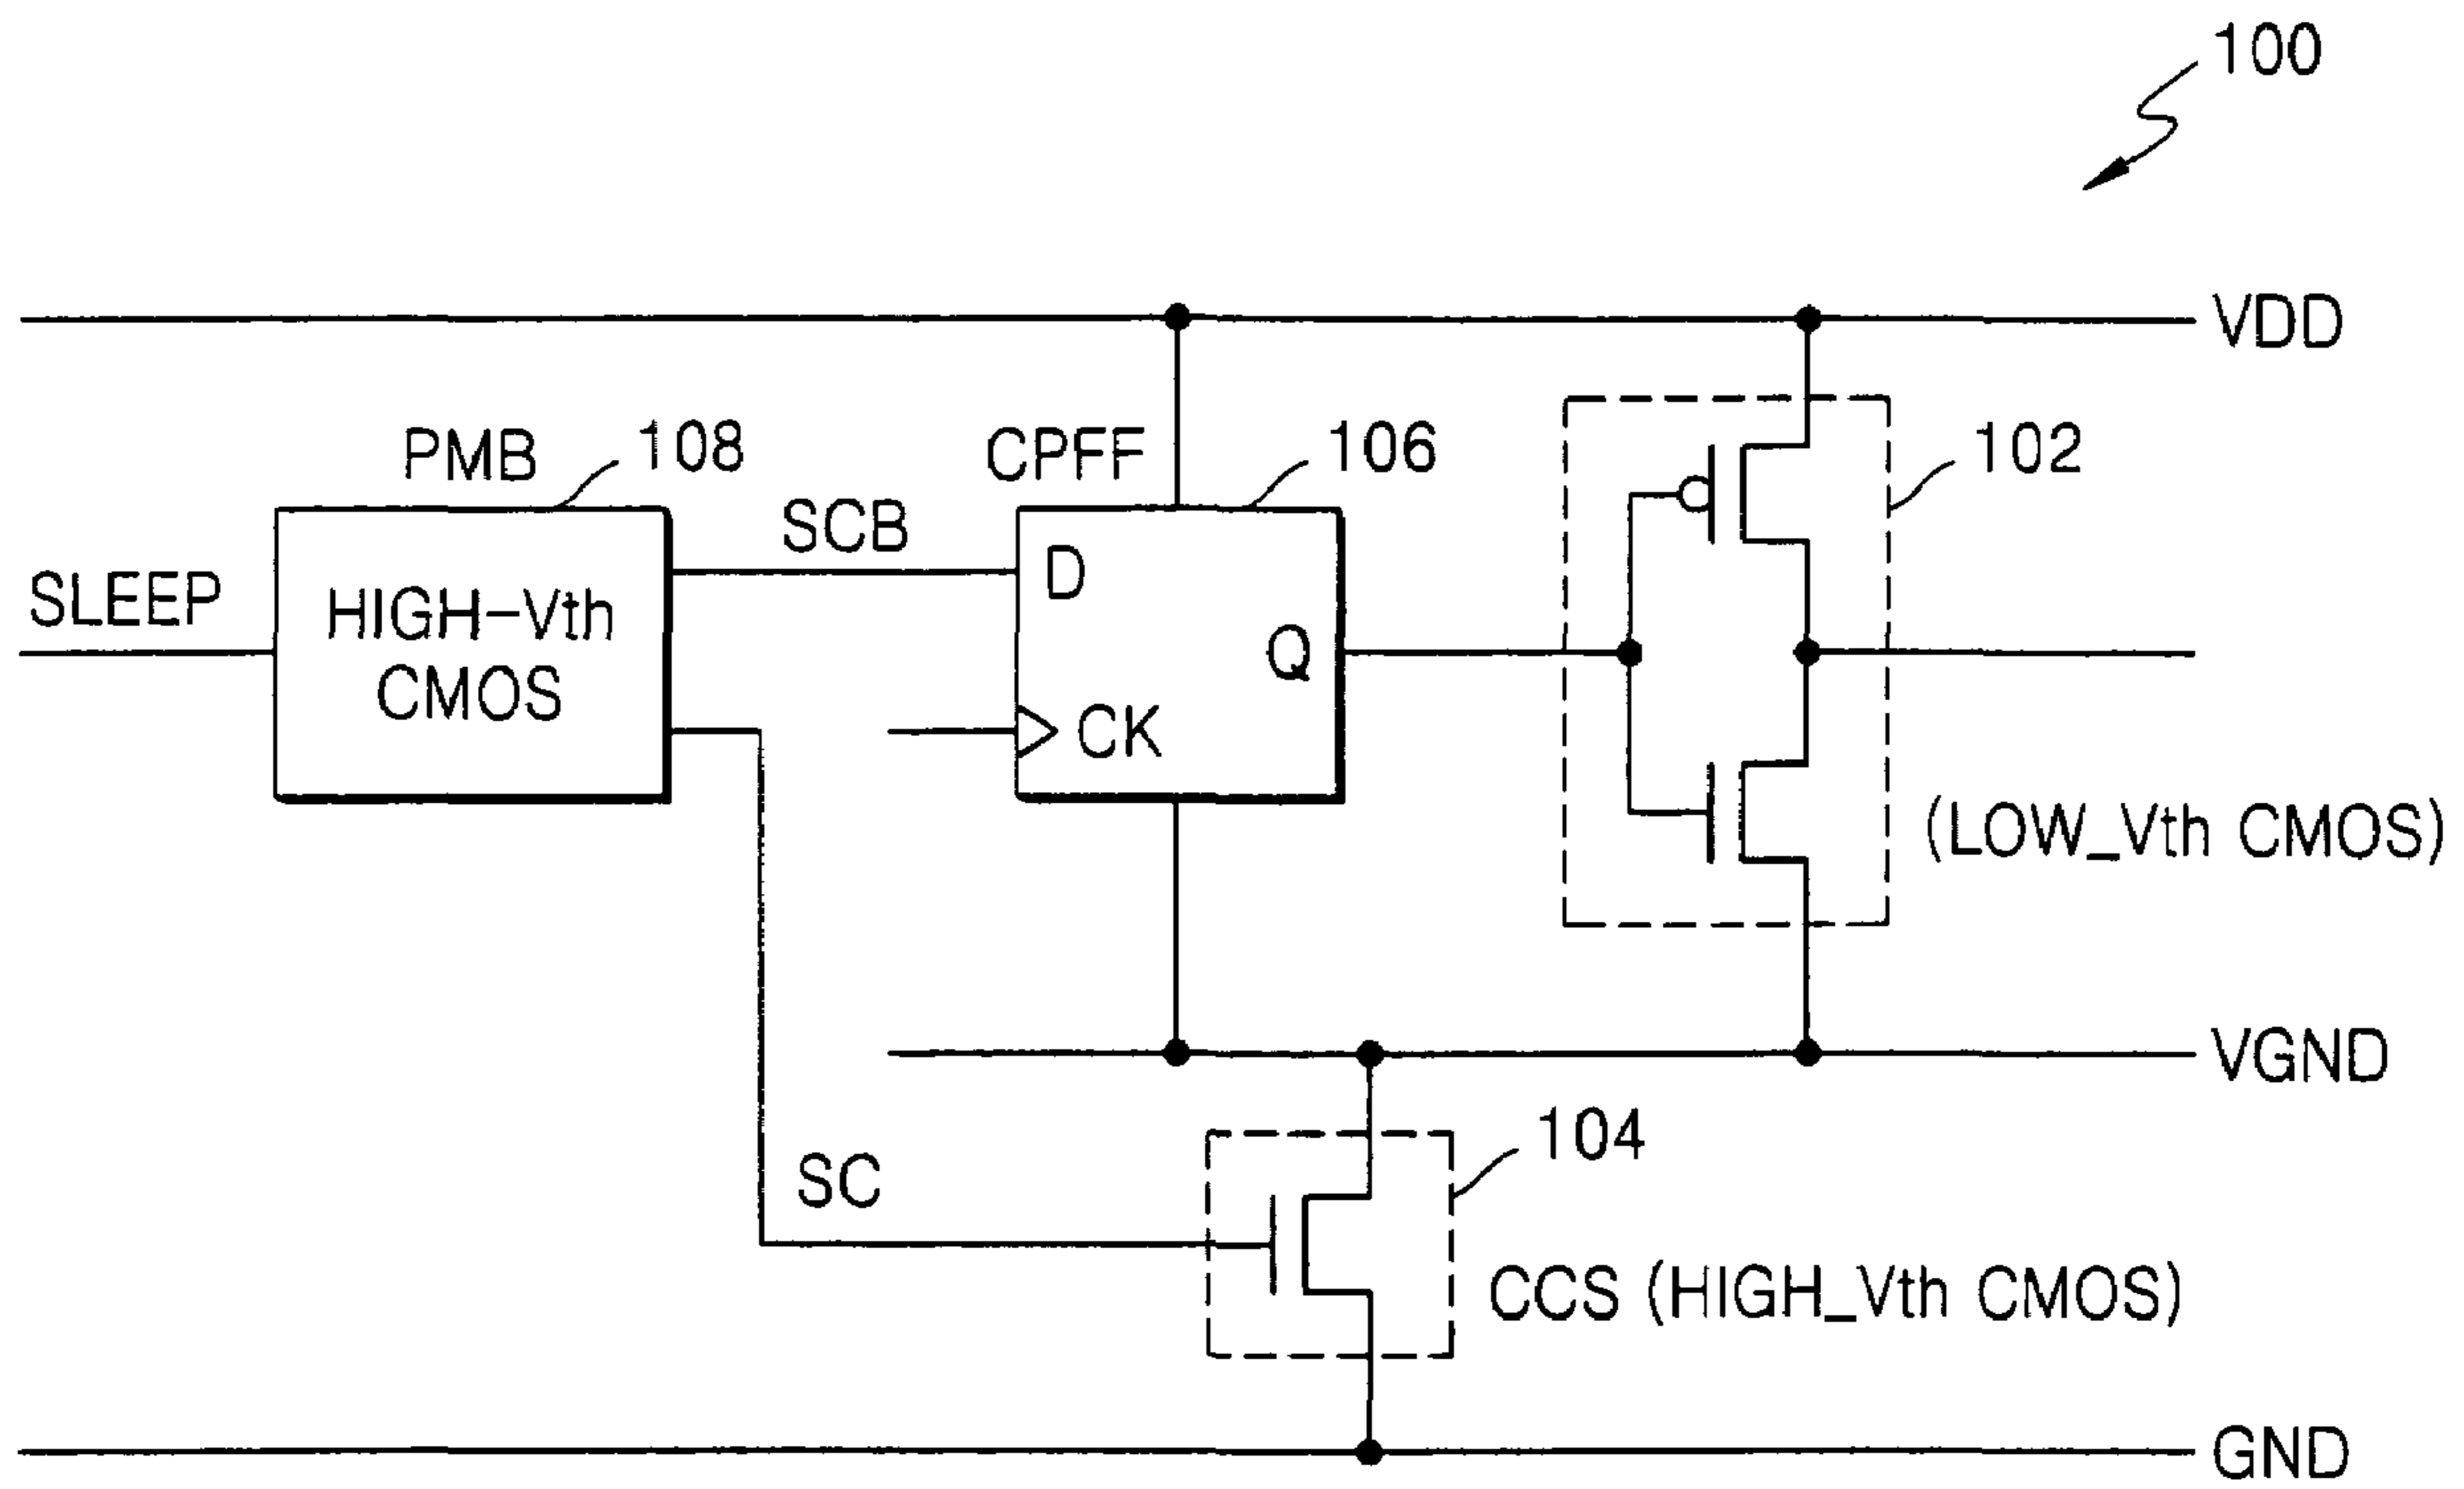 100
VDD
PMB
108
CPFF
106
102
SCB
SLEEP
HIGH-Vth
CMOS
D
Q
CK
(LOW_Vth CMOS)
VGND
104
SC
CCS (HIGH_Vth CMOS)
GND